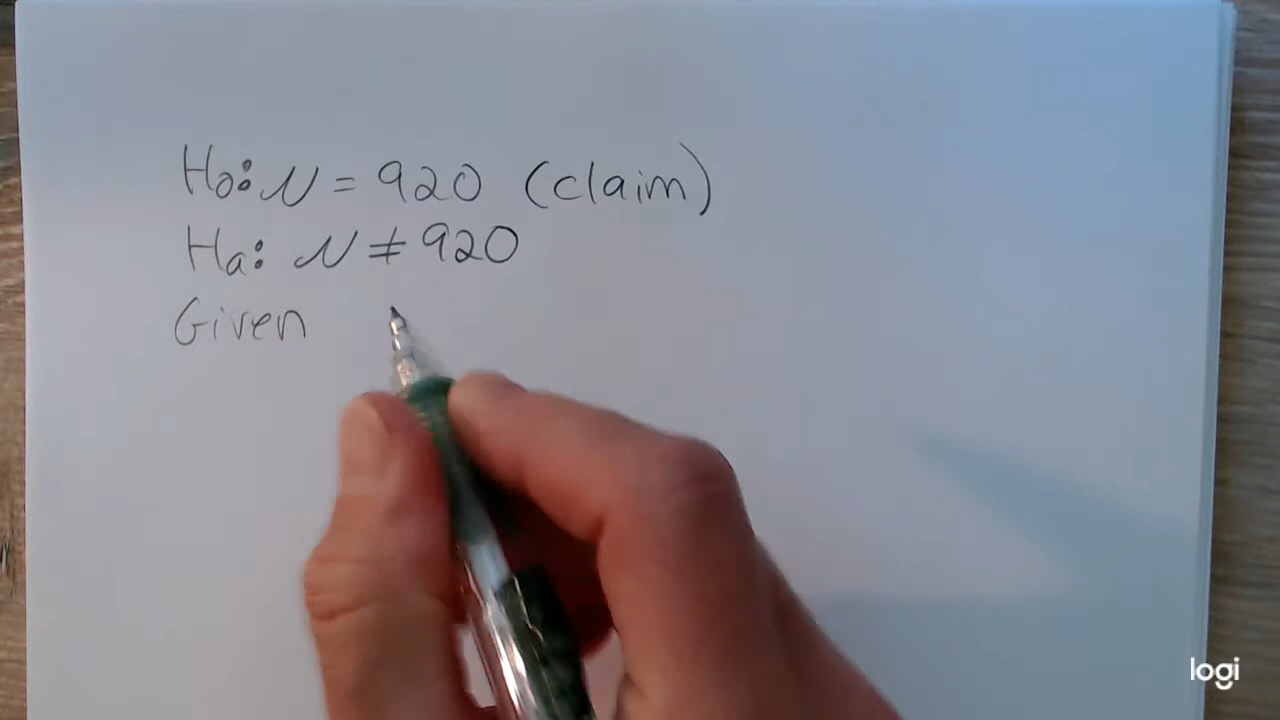 H₀: μ = 920 (claim)
Ha: μ ≠ 920
Given
logi